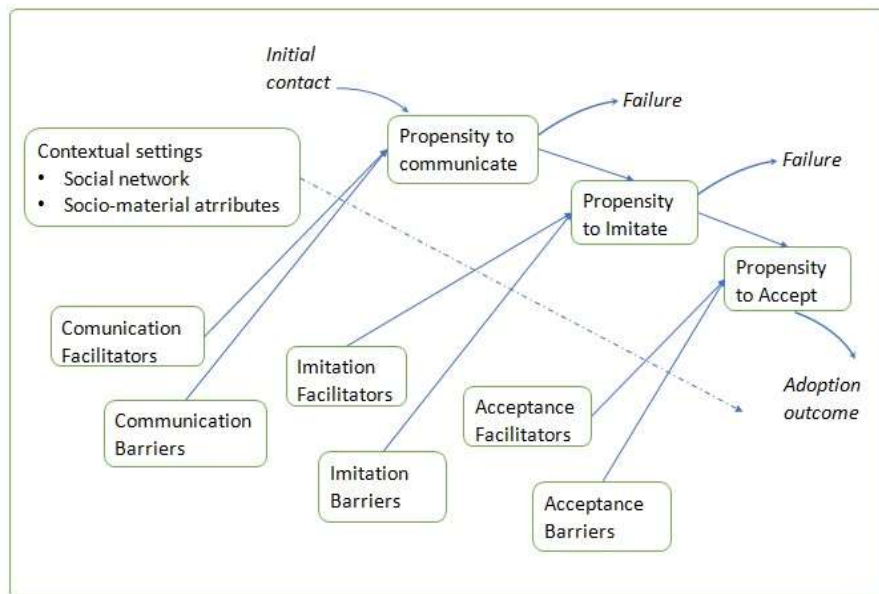 Initial
contact
Failure
Propensity to
communicate
Contextual settings
• Social network
• Socio-material atrributes
Failure
Propensity
to Imitate
Propensity
to Accept
Comunication
Facilitators
Imitation
Facilitators
Adoption
outcome
Communication
Barriers
Acceptance
Facilitators
Imitation
Barriers
Acceptance
Barriers